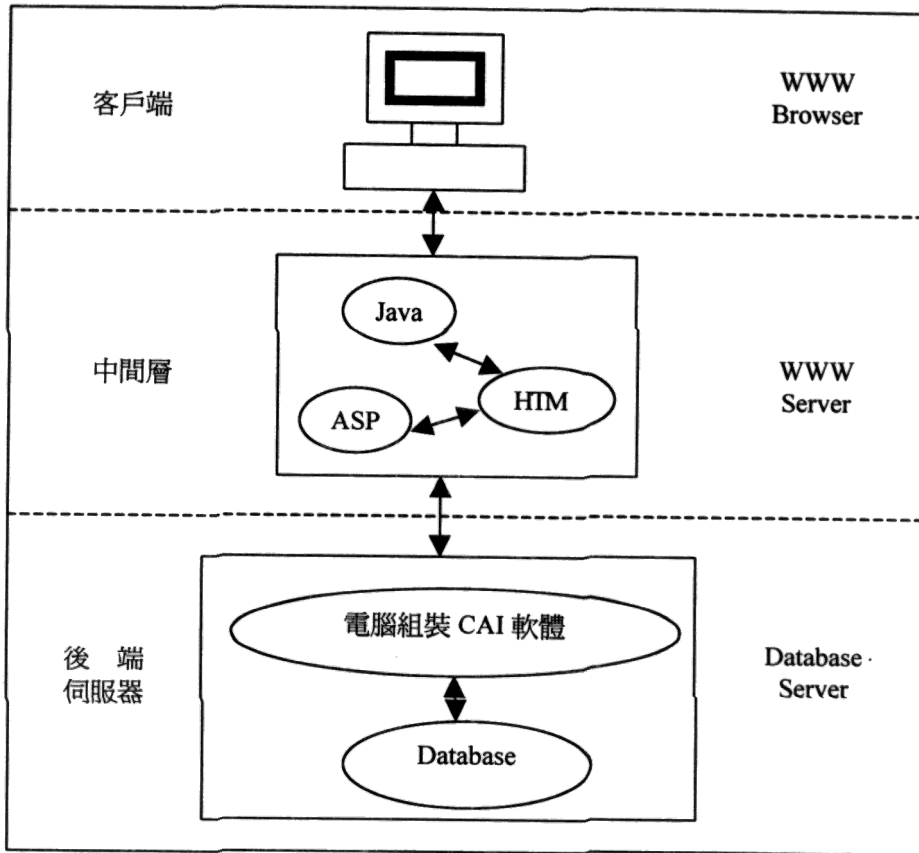 客戶端
WWW
Browser
Java
中間層
HTM
WWW
Server
ASP
電腦組裝 CAI 軟體
後 端
伺服器
Database
Server
Database